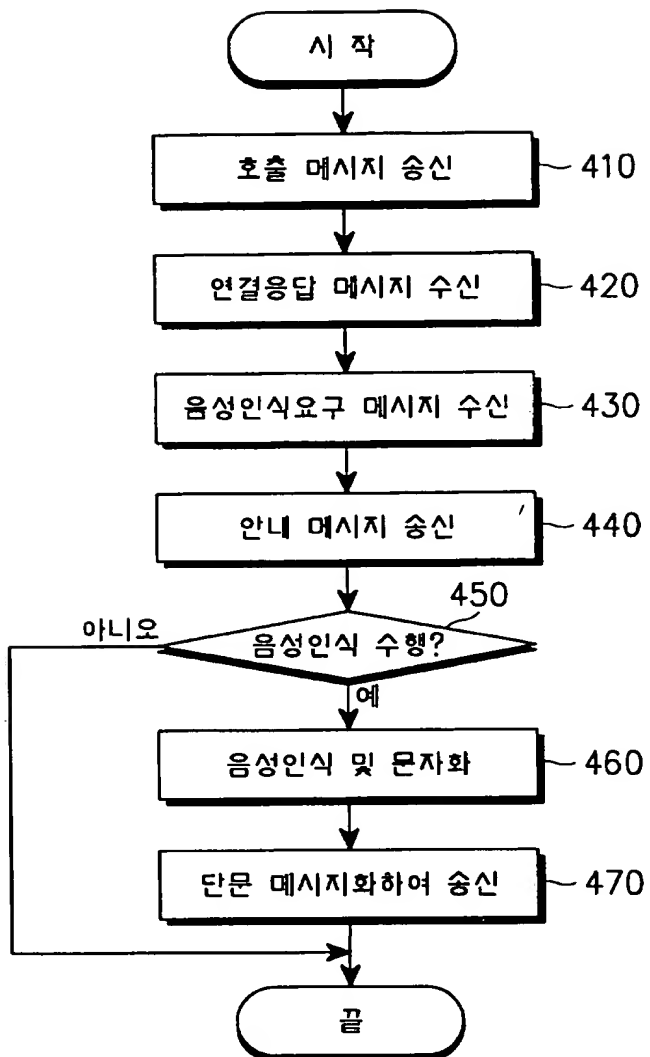 시 작
호출 메시지 송신 410
연결응답 메시지 수신 420
음성인식요구 메시지 수신 430
안내 메시지 송신 440
450
아니오
음성인식 수행?
예
음성인식 및 문자화 460
단문 메시지화하여 송신 470
끝